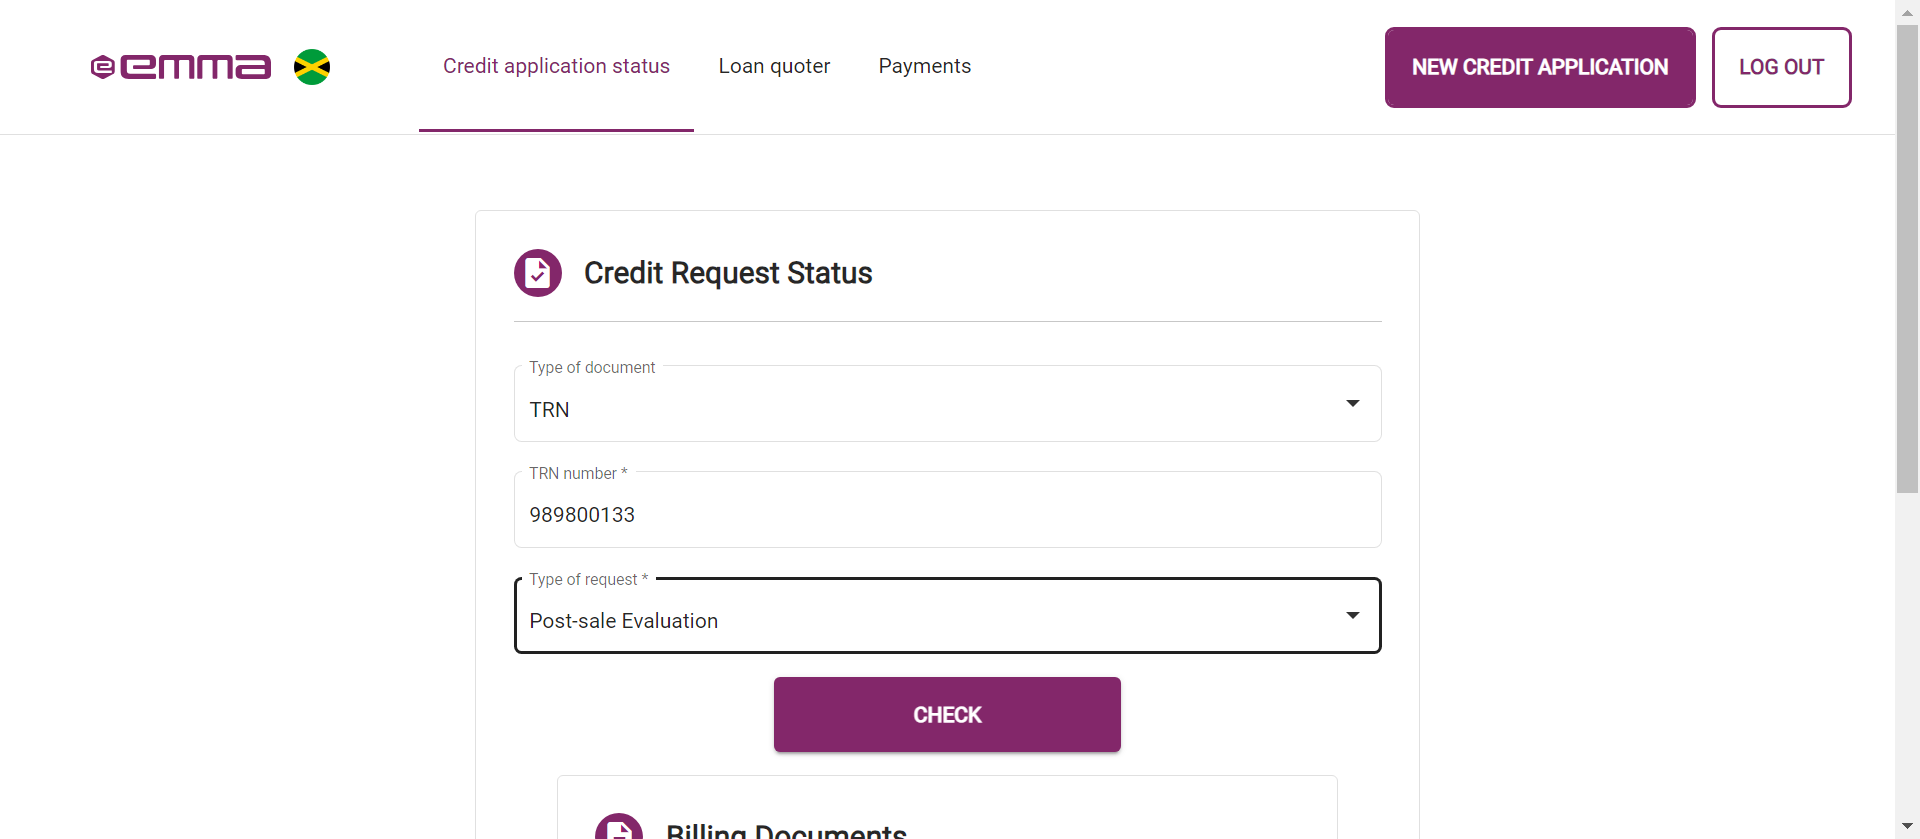 emma
Credit application status
Loan quoter
Payments
NEW CREDIT APPLICATION
LOG OUT
Credit Request Status
Type of document
TRN
TRN number *
989800133
Type of request *
Post-sale Evaluation
CHECK
Billing Documents